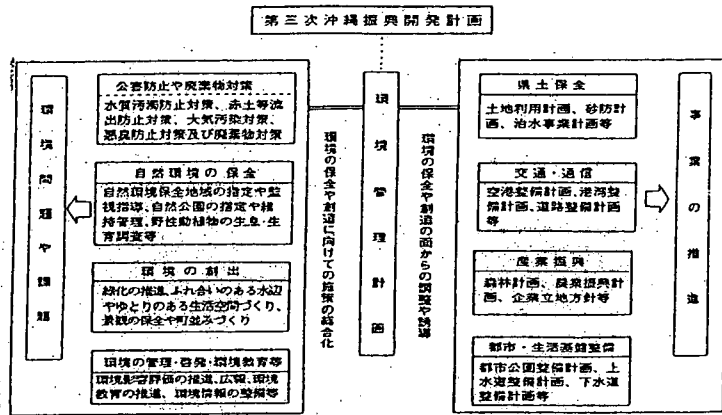 第三次沖縄振興開発計画
環境問題や課題
公害防止や廃棄物対策
水質汚濁防止対策、赤土等流
出防止対策、大気汚染対策、
悪臭防止対策及び廃棄物対策
自然環境の保全
自然環境保全地域の指定や監
視指導、自然公園の指定や維
持管理、野性動植物の生息・生
育調査等
環境の創出
緑化の推進、ふれ合いのある水辺
やゆとりのある生活空間づくり、
景観の保全や町並みづくり
環境の管理・啓発・環境教育等
環境影響評価の推進、広報、環境
教育の推進、環境情報の整備等
環境の保全や創造に向けての施策の総合化
環境管理計画
環境の保全や創造の面からの調整や誘導
県土保全
土地利用計画、砂防計
画、治水事業計画等
交通・通信
空港整備計画、港湾整
備計画、道路整備計画
等
産業振興
森林計画、農業振興計
画、企業立地方針等
都市・生活基盤整備
都市公園整備計画、上
水道整備計画、下水道
整備計画等
事業の推進